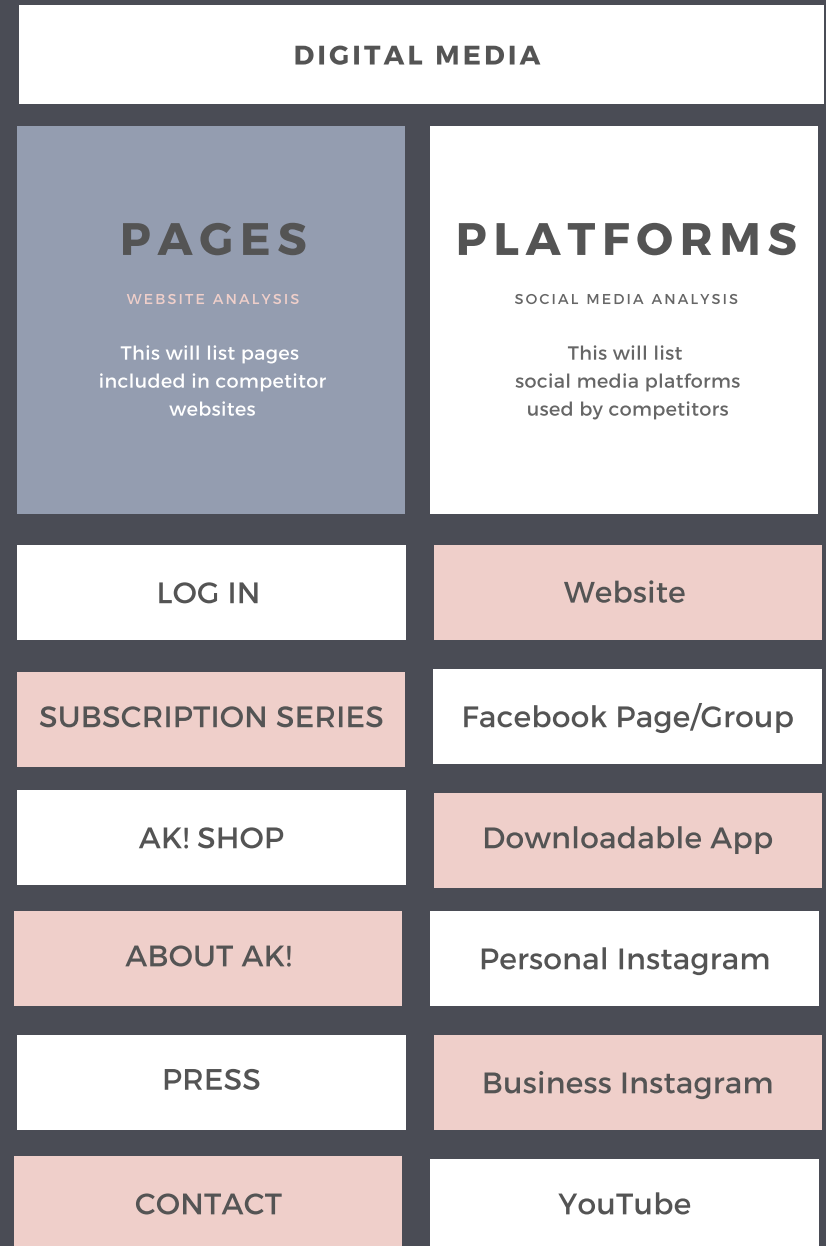 DIGITAL MEDIA
PAGES
WEBSITE ANALYSIS
This will list pages
included in competitor
websites
PLATFORMS
SOCIAL MEDIA ANALYSIS
This will list
social media platforms
used by competitors
LOG IN
Website
SUBSCRIPTION SERIES
Facebook Page/Group
AK! SHOP
Downloadable App
ABOUT AK!
Personal Instagram
PRESS
Business Instagram
CONTACT
YouTube